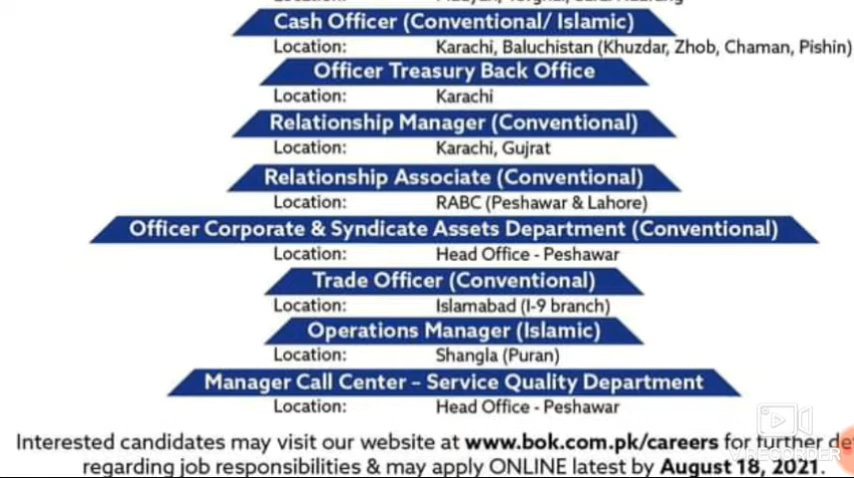 Cash Officer (Conventional/ Islamic)
Location: Karachi, Baluchistan (Khuzdar, Zhob, Chaman, Pishin)
Officer Treasury Back Office
Location: Karachi
Relationship Manager (Conventional)
Location: Karachi, Gujrat
Relationship Associate (Conventional)
Location: RABC (Peshawar & Lahore)
Officer Corporate & Syndicate Assets Department (Conventional)
Location: Head Office - Peshawar
Trade Officer (Conventional)
Location: Islamabad (I-9 branch)
Operations Manager (Islamic)
Location: Shangla (Puran)
Manager Call Center – Service Quality Department
Location: Head Office - Peshawar
Interested candidates may visit our website at www.bok.com.pk/careers for further de
regarding job responsibilities & may apply ONLINE latest by August 18, 2021.
V RECORDER